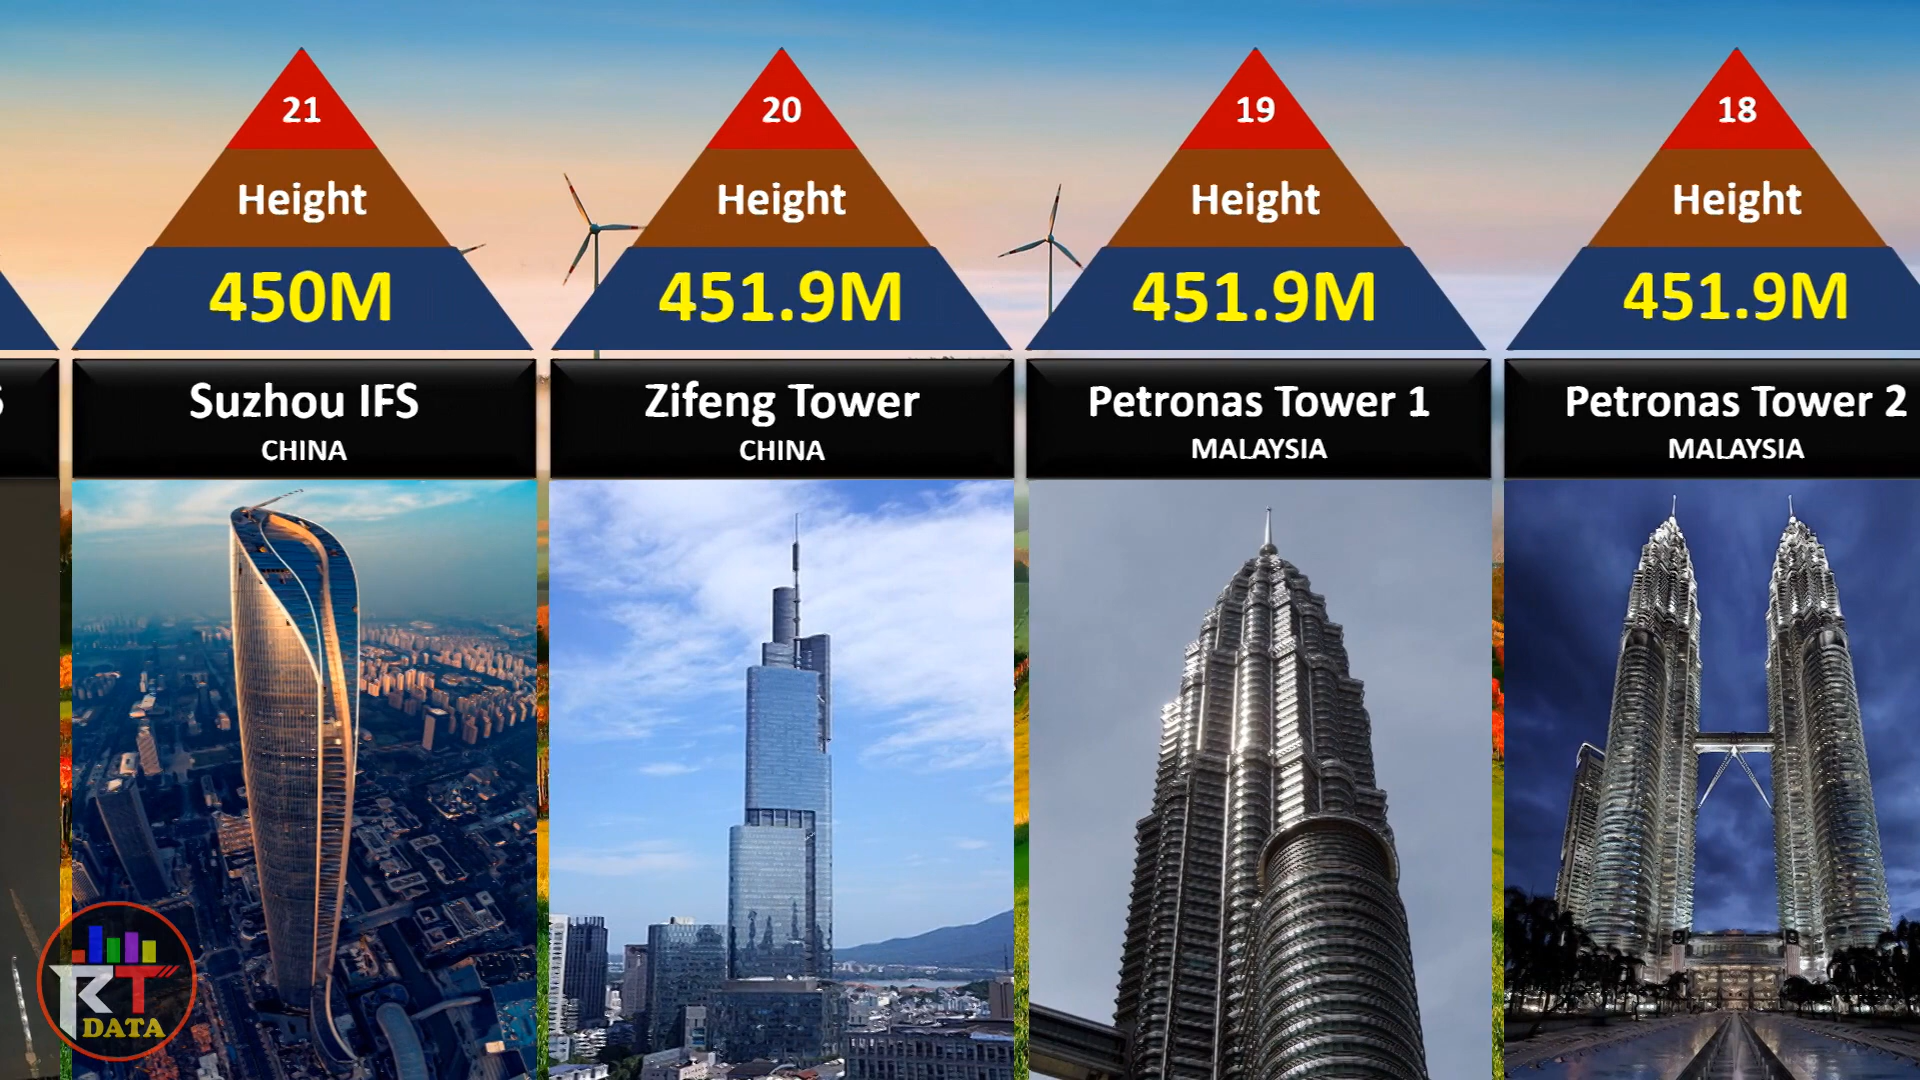 21
Height
450M
Suzhou IFS
CHINA
20
Height
451.9M
Zifeng Tower
CHINA
19
Height
451.9M
Petronas Tower 1
MALAYSIA
18
Height
451.9M
Petronas Tower 2
MALAYSIA
RT
DATA